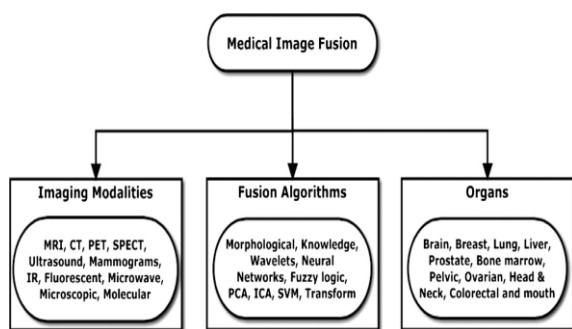 Medical Image Fusion
Imaging Modalities
MRI, CT, PET, SPECT,
Ultrasound, Mammograms,
IR, Fluorescent, Microwave,
Microscopic, Molecular
Fusion Algorithms
Morphological, Knowledge,
Wavelets, Neural
Networks, Fuzzy logic,
PCA, ICA, SVM, Transform
Organs
Brain, Breast, Lung, Liver,
Prostate, Bone marrow,
Pelvic, Ovarian, Head &
Neck, Colorectal and mouth